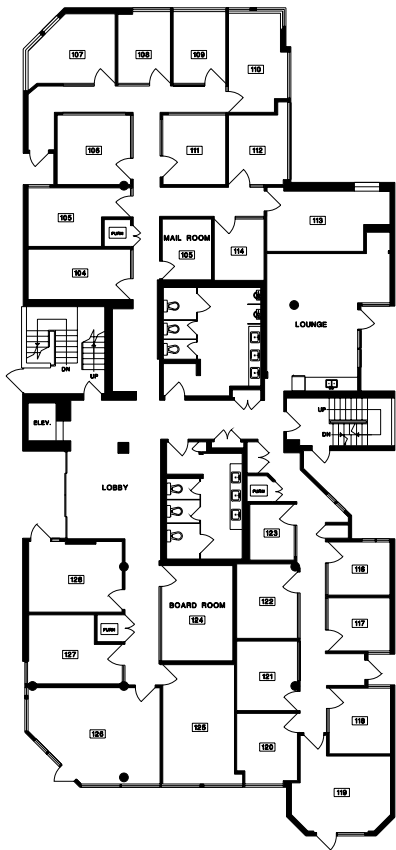 107
108
109
110
106
111
112
105
FURN
MAIL ROOM
105
114
113
104
LOUNGE
DN
UP
ELEV.
UP
DN
LOBBY
FURN
123
128
BOARD ROOM
124
122
116
117
FURN
127
121
126
125
120
118
119